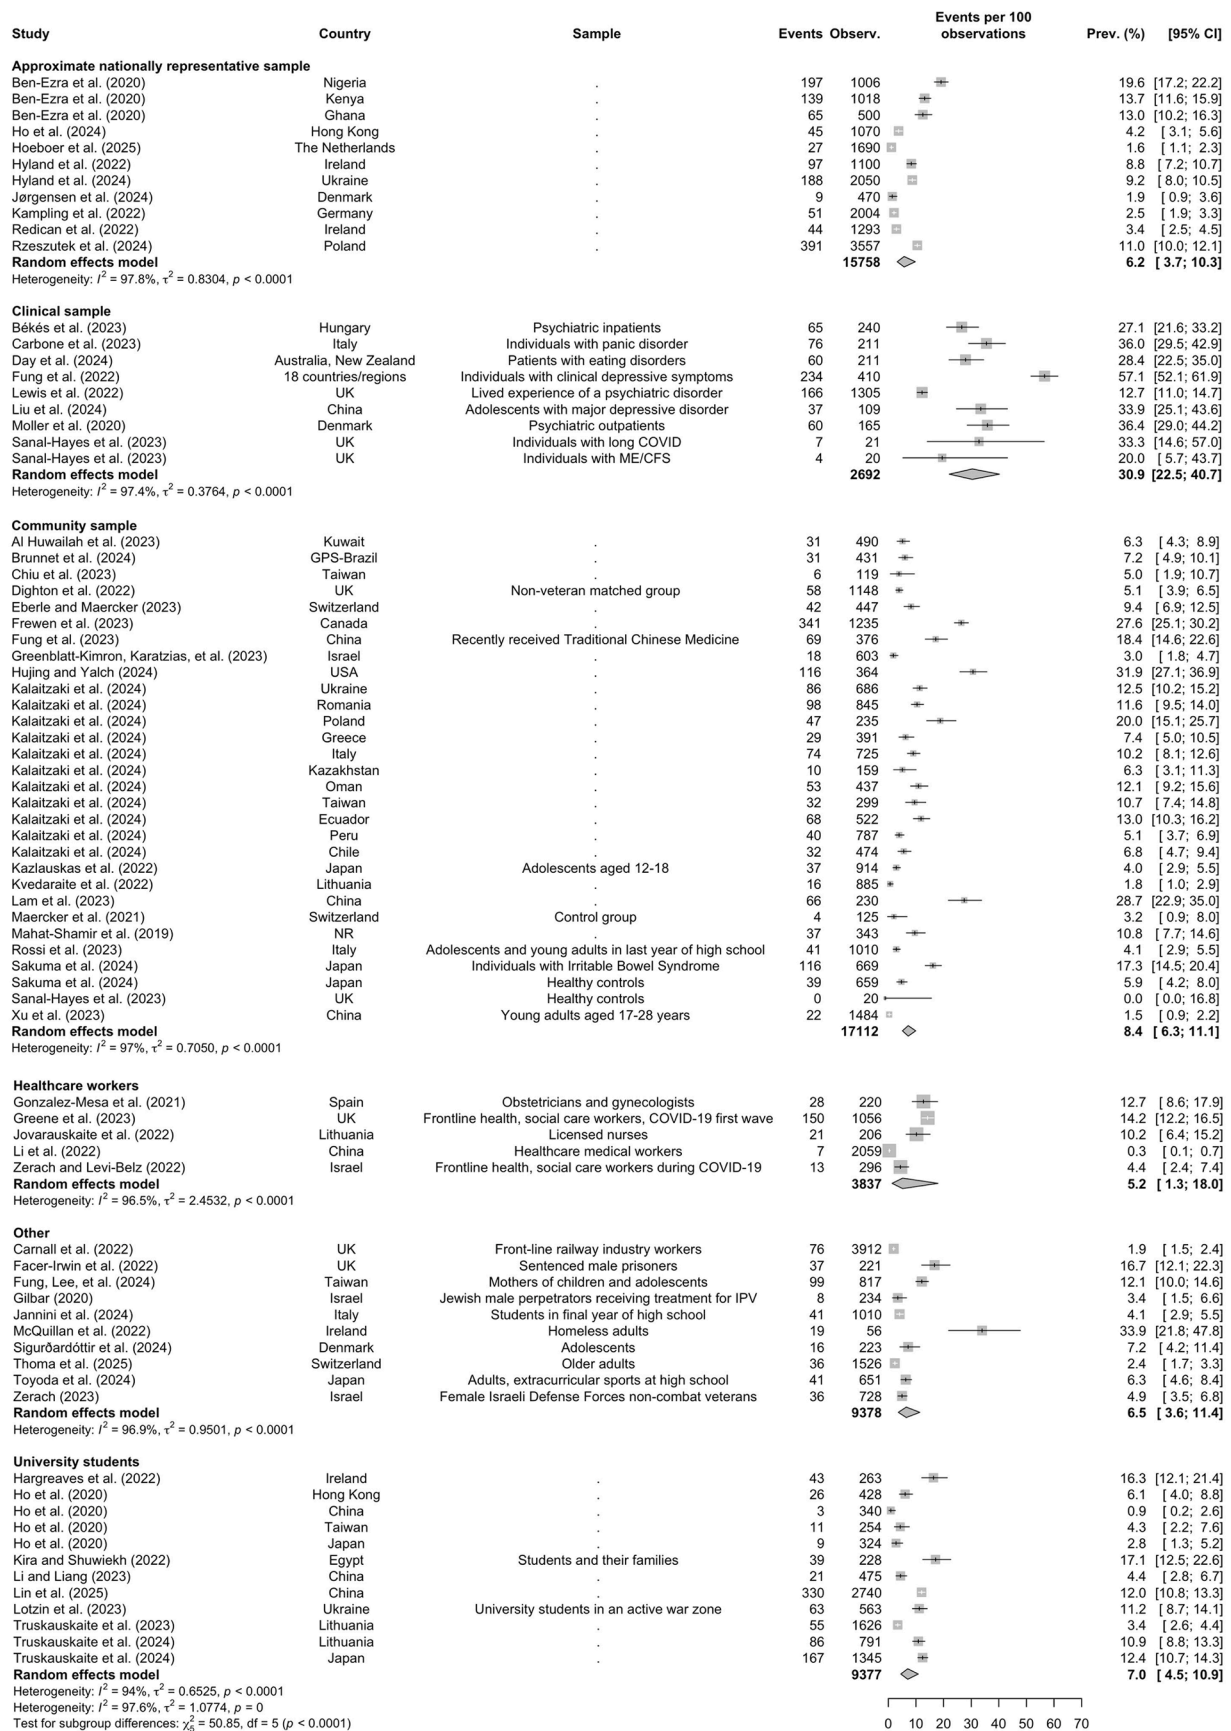 Events per 100
Study Country Sample Events Observ. observations Prev. (%) [95% CI]
Approximate nationally representative sample
Ben-Ezra et al. (2020) Nigeria . 197 1006 19.6 [17.2; 22.2]
Ben-Ezra et al. (2020) Kenya . 139 1018 13.7 [11.6; 15.9]
Ben-Ezra et al. (2020) Ghana . 65 500 13.0 [10.2; 16.3]
Ho et al. (2024) Hong Kong . 45 1070 4.2 [ 3.1; 5.6]
Hoeboer et al. (2025) The Netherlands . 27 1690 1.6 [ 1.1; 2.3]
Hyland et al. (2022) Ireland . 97 1100 8.8 [ 7.2; 10.7]
Hyland et al. (2024) Ukraine . 188 2050 9.2 [ 8.0; 10.5]
Jørgensen et al. (2024) Denmark . 9 470 1.9 [ 0.9; 3.6]
Kampling et al. (2022) Germany . 51 2004 2.5 [ 1.9; 3.3]
Redican et al. (2022) Ireland . 44 1293 3.4 [ 2.5; 4.5]
Rzeszutek et al. (2024) Poland . 391 3557 11.0 [10.0; 12.1]
Random effects model 15758 6.2 [ 3.7; 10.3]
Heterogeneity: I² = 97.8%, τ² = 0.8304, p < 0.0001
Clinical sample
Békés et al. (2023) Hungary Psychiatric inpatients 65 240 27.1 [21.6; 33.2]
Carbone et al. (2023) Italy Individuals with panic disorder 76 211 36.0 [29.5; 42.9]
Day et al. (2024) Australia, New Zealand Patients with eating disorders 60 211 28.4 [22.5; 35.0]
Fung et al. (2022) 18 countries/regions Individuals with clinical depressive symptoms 234 410 57.1 [52.1; 61.9]
Lewis et al. (2022) UK Lived experience of a psychiatric disorder 166 1305 12.7 [11.0; 14.7]
Liu et al. (2024) China Adolescents with major depressive disorder 37 109 33.9 [25.1; 43.6]
Moller et al. (2020) Denmark Psychiatric outpatients 60 165 36.4 [29.0; 44.2]
Sanal-Hayes et al. (2023) UK Individuals with long COVID 7 21 33.3 [14.6; 57.0]
Sanal-Hayes et al. (2023) UK Individuals with ME/CFS 4 20 20.0 [ 5.7; 43.7]
Random effects model 2692 30.9 [22.5; 40.7]
Heterogeneity: I² = 97.4%, τ² = 0.3764, p < 0.0001
Community sample
Al Huwailah et al. (2023) Kuwait . 31 490 6.3 [ 4.3; 8.9]
Brunnet et al. (2024) GPS-Brazil . 31 431 7.2 [ 4.9; 10.1]
Chiu et al. (2023) Taiwan . 6 119 5.0 [ 1.9; 10.7]
Dighton et al. (2022) UK Non-veteran matched group 58 1148 5.1 [ 3.9; 6.5]
Eberle and Maercker (2023) Switzerland . 42 447 9.4 [ 6.9; 12.5]
Frewen et al. (2023) Canada . 341 1235 27.6 [25.1; 30.2]
Fung et al. (2023) China Recently received Traditional Chinese Medicine 69 376 18.4 [14.6; 22.6]
Greenblatt-Kimron, Karatzias, et al. (2023) Israel . 18 603 3.0 [ 1.8; 4.7]
Hujing and Yalch (2024) USA . 116 364 31.9 [27.1; 36.9]
Kalaitzaki et al. (2024) Ukraine . 86 686 12.5 [10.2; 15.2]
Kalaitzaki et al. (2024) Romania . 98 845 11.6 [ 9.5; 14.0]
Kalaitzaki et al. (2024) Poland . 47 235 20.0 [15.1; 25.7]
Kalaitzaki et al. (2024) Greece . 29 391 7.4 [ 5.0; 10.5]
Kalaitzaki et al. (2024) Italy . 74 725 10.2 [ 8.1; 12.6]
Kalaitzaki et al. (2024) Kazakhstan . 10 159 6.3 [ 3.1; 11.3]
Kalaitzaki et al. (2024) Oman . 53 437 12.1 [ 9.2; 15.6]
Kalaitzaki et al. (2024) Taiwan . 32 299 10.7 [ 7.4; 14.8]
Kalaitzaki et al. (2024) Ecuador . 68 522 13.0 [10.3; 16.2]
Kalaitzaki et al. (2024) Peru . 40 787 5.1 [ 3.7; 6.9]
Kalaitzaki et al. (2024) Chile . 32 474 6.8 [ 4.7; 9.4]
Kazlauskas et al. (2022) Japan Adolescents aged 12-18 37 914 4.0 [ 2.9; 5.5]
Kvedaraite et al. (2022) Lithuania . 16 885 1.8 [ 1.0; 2.9]
Lam et al. (2023) China . 66 230 28.7 [22.9; 35.0]
Maercker et al. (2021) Switzerland Control group 4 125 3.2 [ 0.9; 8.0]
Mahat-Shamir et al. (2019) NR . 37 343 10.8 [ 7.7; 14.6]
Rossi et al. (2023) Italy Adolescents and young adults in last year of high school 41 1010 4.1 [ 2.9; 5.5]
Sakuma et al. (2024) Japan Individuals with Irritable Bowel Syndrome 116 669 17.3 [14.5; 20.4]
Sakuma et al. (2024) Japan Healthy controls 39 659 5.9 [ 4.2; 8.0]
Sanal-Hayes et al. (2023) UK Healthy controls 0 20 0.0 [ 0.0; 16.8]
Xu et al. (2023) China Young adults aged 17-28 years 22 1484 1.5 [ 0.9; 2.2]
Random effects model 17112 8.4 [ 6.3; 11.1]
Heterogeneity: I² = 97%, τ² = 0.7050, p < 0.0001
Healthcare workers
Gonzalez-Mesa et al. (2021) Spain Obstetricians and gynecologists 28 220 12.7 [ 8.6; 17.9]
Greene et al. (2023) UK Frontline health, social care workers, COVID-19 first wave 150 1056 14.2 [12.2; 16.5]
Jovarauskaite et al. (2022) Lithuania Licensed nurses 21 206 10.2 [ 6.4; 15.2]
Li et al. (2022) China Healthcare medical workers 7 2059 0.3 [ 0.1; 0.7]
Zerach and Levi-Belz (2022) Israel Frontline health, social care workers during COVID-19 13 296 4.4 [ 2.4; 7.4]
Random effects model 3837 5.2 [ 1.3; 18.0]
Heterogeneity: I² = 96.5%, τ² = 2.4532, p < 0.0001
Other
Carnall et al. (2022) UK Front-line railway industry workers 76 3912 1.9 [ 1.5; 2.4]
Facer-Irwin et al. (2022) UK Sentenced male prisoners 37 221 16.7 [12.1; 22.3]
Fung, Lee, et al. (2024) Taiwan Mothers of children and adolescents 99 817 12.1 [10.0; 14.6]
Gilbar (2020) Israel Jewish male perpetrators receiving treatment for IPV 8 234 3.4 [ 1.5; 6.6]
Jannini et al. (2024) Italy Students in final year of high school 41 1010 4.1 [ 2.9; 5.5]
McQuillan et al. (2022) Ireland Homeless adults 19 56 33.9 [21.8; 47.8]
Sigurðardóttir et al. (2024) Denmark Adolescents 16 223 7.2 [ 4.2; 11.4]
Thoma et al. (2025) Switzerland Older adults 36 1526 2.4 [ 1.7; 3.3]
Toyoda et al. (2024) Japan Adults, extracurricular sports at high school 41 651 6.3 [ 4.6; 8.4]
Zerach (2023) Israel Female Israeli Defense Forces non-combat veterans 36 728 4.9 [ 3.5; 6.8]
Random effects model 9378 6.5 [ 3.6; 11.4]
Heterogeneity: I² = 96.9%, τ² = 0.9501, p < 0.0001
University students
Hargreaves et al. (2022) Ireland . 43 263 16.3 [12.1; 21.4]
Ho et al. (2020) Hong Kong . 26 428 6.1 [ 4.0; 8.8]
Ho et al. (2020) China . 3 340 0.9 [ 0.2; 2.6]
Ho et al. (2020) Taiwan . 11 254 4.3 [ 2.2; 7.6]
Ho et al. (2020) Japan . 9 324 2.8 [ 1.3; 5.2]
Kira and Shuwiekh (2022) Egypt Students and their families 39 228 17.1 [12.5; 22.6]
Li and Liang (2023) China . 21 475 4.4 [ 2.8; 6.7]
Lin et al. (2025) China . 330 2740 12.0 [10.8; 13.3]
Lotzin et al. (2023) Ukraine University students in an active war zone 63 563 11.2 [ 8.7; 14.1]
Truskauskaite et al. (2023) Lithuania . 55 1626 3.4 [ 2.6; 4.4]
Truskauskaite et al. (2024) Lithuania . 86 791 10.9 [ 8.8; 13.3]
Truskauskaite et al. (2024) Japan . 167 1345 12.4 [10.7; 14.3]
Random effects model 9377 7.0 [ 4.5; 10.9]
Heterogeneity: I² = 94%, τ² = 0.6525, p < 0.0001
Heterogeneity: I² = 97.6%, τ² = 1.0774, p = 0
Test for subgroup differences: χ²₅ = 50.85, df = 5 (p < 0.0001)
0 10 20 30 40 50 60 70